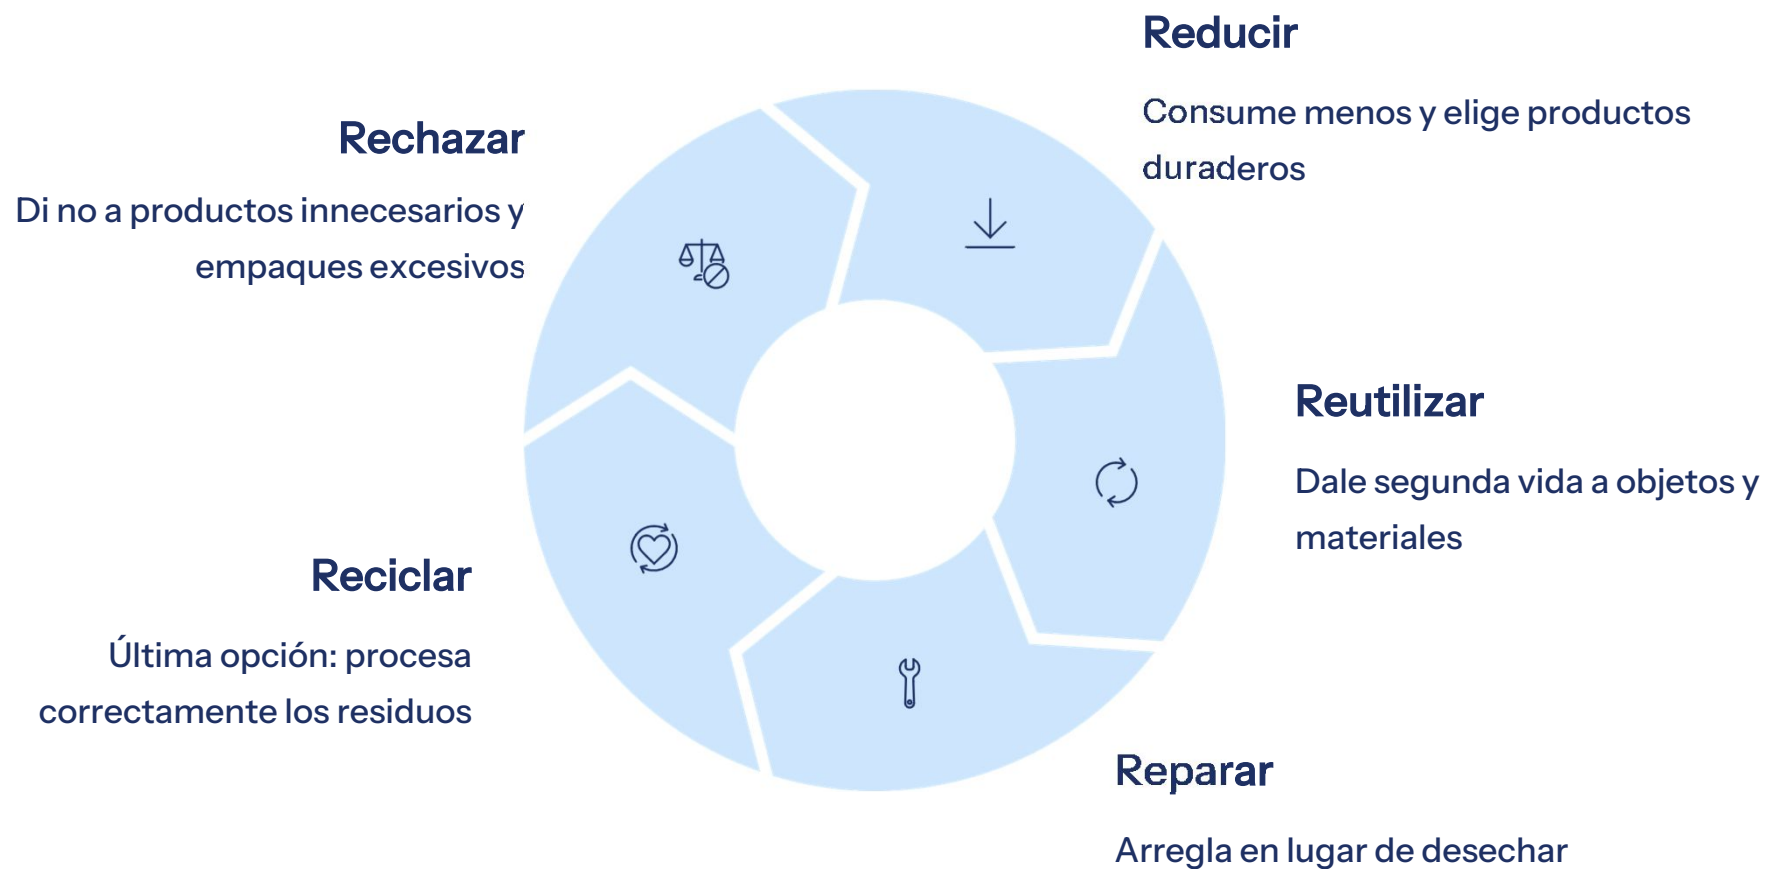 Reducir
Consume menos y elige productos
duraderos
Rechazar
Di no a productos innecesarios y
empaques excesivos
Reutilizar
Dale segunda vida a objetos y
materiales
Reciclar
Última opción: procesa
correctamente los residuos
Reparar
Arregla en lugar de desechar